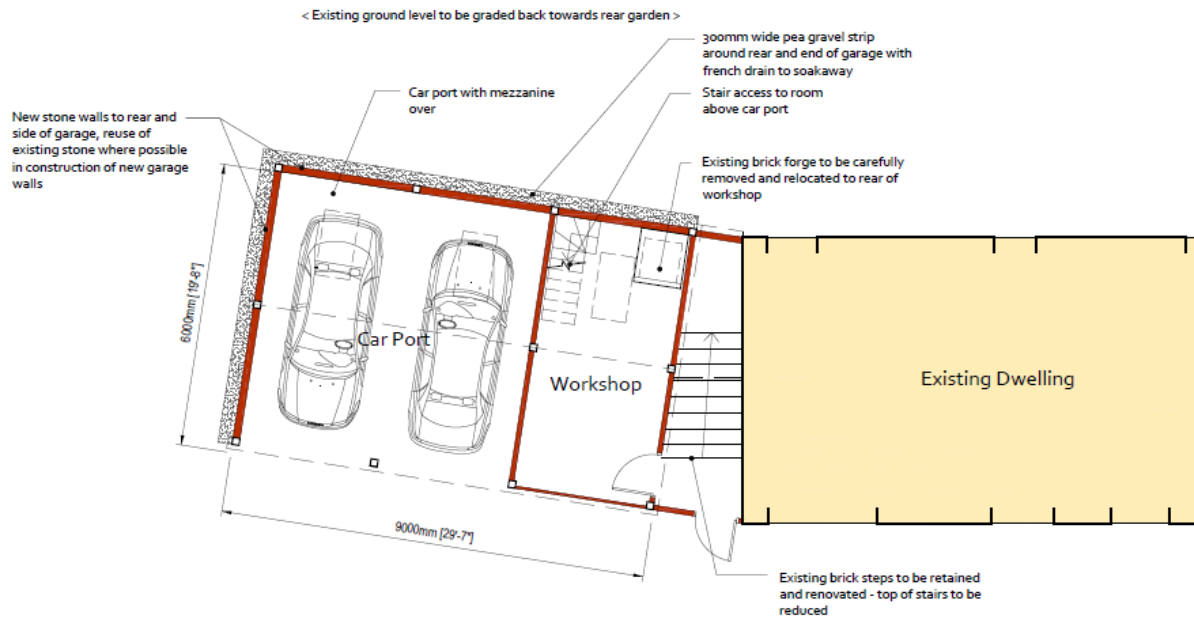 < Existing ground level to be graded back towards rear garden >
300mm wide pea gravel strip
around rear and end of garage with
french drain to soakaway
Car port with mezzanine
over
Stair access to room
above car port
New stone walls to rear and
side of garage, reuse of
existing stone where possible
in construction of new garage
walls
Existing brick forge to be carefully
removed and relocated to rear of
workshop
6000mm [19'-8"]
Car Port
Workshop
Existing Dwelling
9000mm [29'-7"]
Existing brick steps to be retained
and renovated - top of stairs to be
reduced